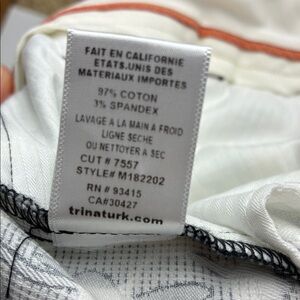 FAIT EN CALIFORNIE
ETATS.UNIS DES
MATERIAUX IMPORTES
97% COTON
3% SPANDEX
LAVAGE A LA MAIN A FROID
LIGNE SECHE
OU NETTOYER A SEC
CUT # 7557
STYLE# M182202
RN # 93415
CA#30427
trinaturk.com